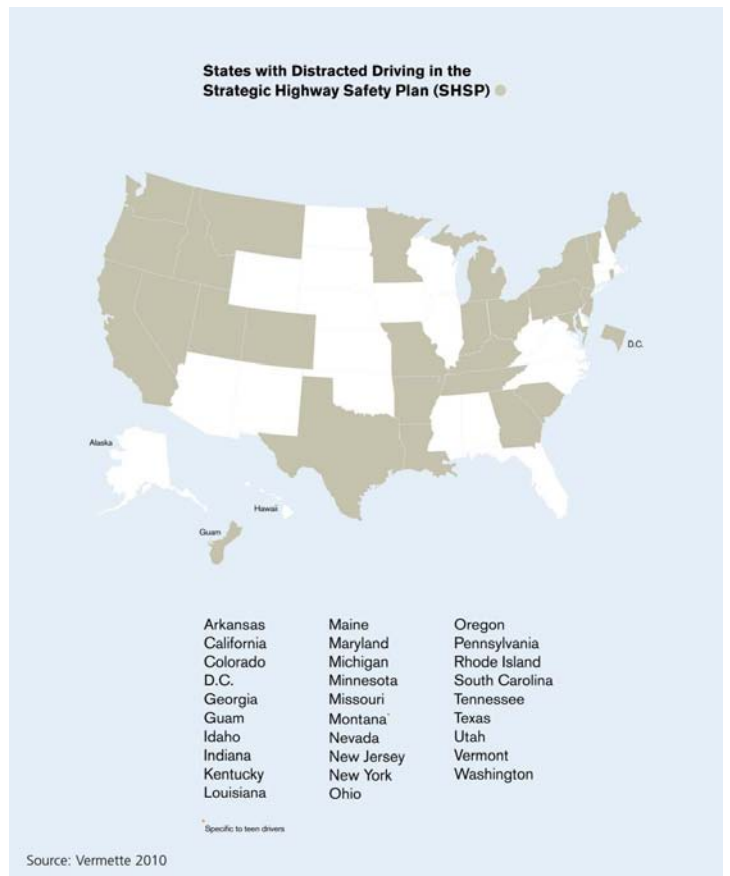 States with Distracted Driving in the
Strategic Highway Safety Plan (SHSP)
D.C.
Alaska
Hawaii
Guam
Arkansas
California
Colorado
D.C.
Georgia
Guam
Idaho
Indiana
Kentucky
Louisiana
Maine
Maryland
Michigan
Minnesota
Missouri
Montana*
Nevada
New Jersey
New York
Ohio
Oregon
Pennsylvania
Rhode Island
South Carolina
Tennessee
Texas
Utah
Vermont
Washington
*Specific to teen drivers
Source: Vermette 2010